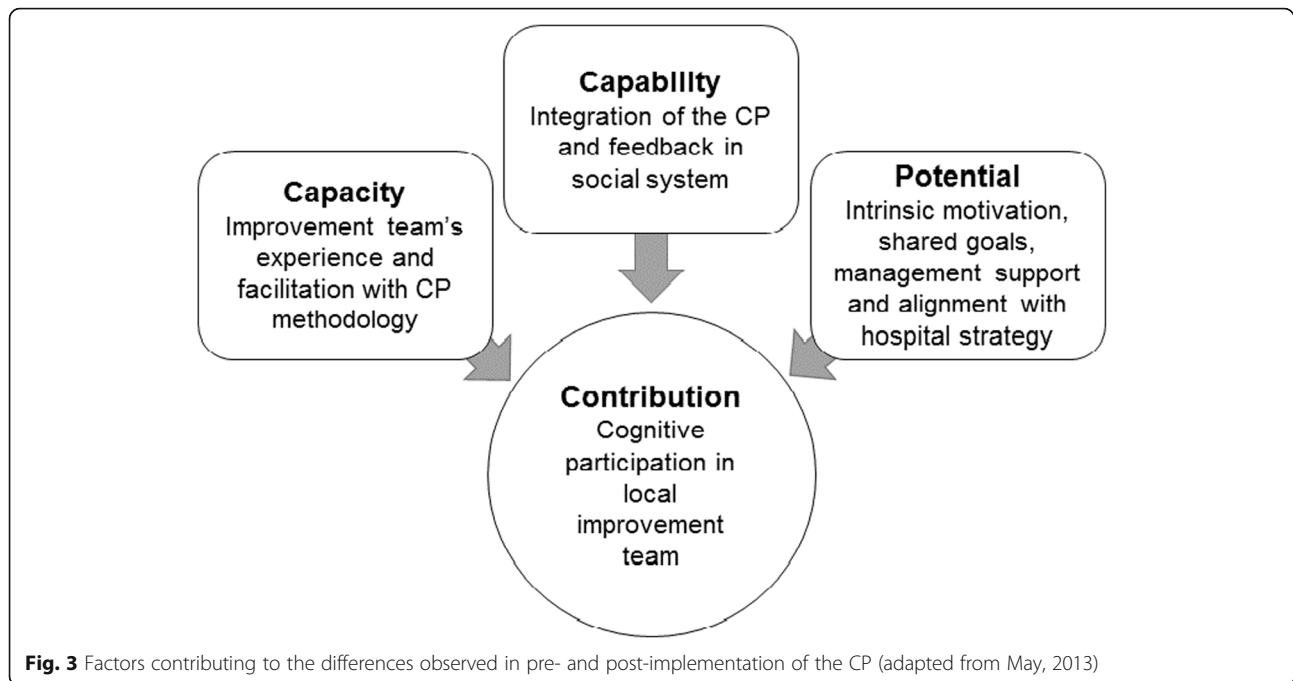 Capability
Integration of the CP
and feedback in
social system
Capacity
Improvement team's
experience and
facilitation with CP
methodology
Potential
Intrinsic motivation,
shared goals,
management support
and alignment with
hospital strategy
Contribution
Cognitive
participation in
local
improvement
team
Fig. 3 Factors contributing to the differences observed in pre- and post-implementation of the CP (adapted from May, 2013)